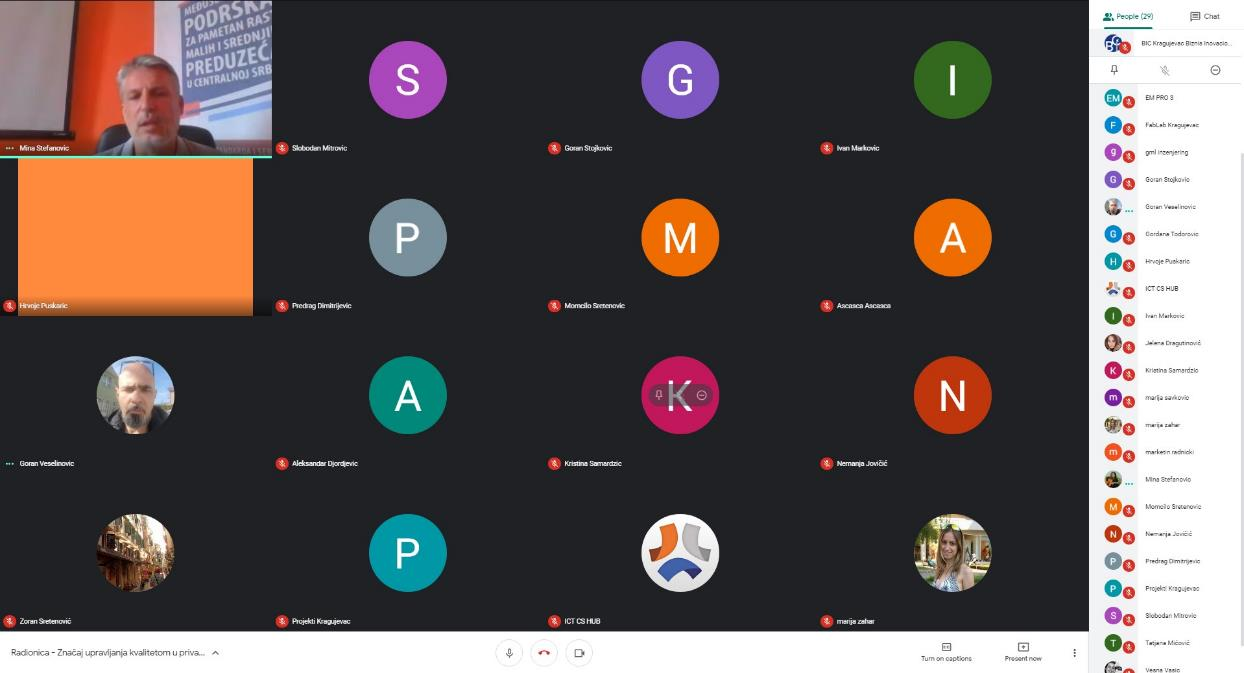 MEĐUS
PODRŠKA
ZA PAMETAN RAST
MALIH I SREDNJI
PREDUZEĆ
U CENTRALNOJ SRB
Mina Stefanovic
S
Slobodan Mitrovic
G
Goran Stojkovic
I
Ivan Markovic
Hrvoje Puskaric
P
Predrag Dimitrijevic
M
Momcilo Sretenovic
A
Ascasca Ascasca
Goran Veselinovic
A
Aleksandar Djordjevic
K
Kristina Samardzic
N
Nemanja Jovičić
Zoran Sretenović
P
Projekti Kragujevac
ICT CS HUB
marija zahar
Radionica - Značaj upravljanja kvalitetom u priva...
Turn on captions
Present now
People (29)
Chat
BIC Kragujevac Biznis Inovacio...
EM EM PRO S
F FabLab Kragujevac
g gml inzenjering
G Goran Stojkovic
Goran Veselinovic
G Gordana Todorovic
H Hrvoje Puskaric
ICT CS HUB
I Ivan Markovic
Jelena Dragutinović
K Kristina Samardzic
m marija savkovic
marija zahar
m marketin radnicki
Mina Stefanovic
M Momcilo Sretenovic
N Nemanja Jovičić
P Predrag Dimitrijevic
P Projekti Kragujevac
S Slobodan Mitrovic
T Tatjana Mićović
Vesna Vasic